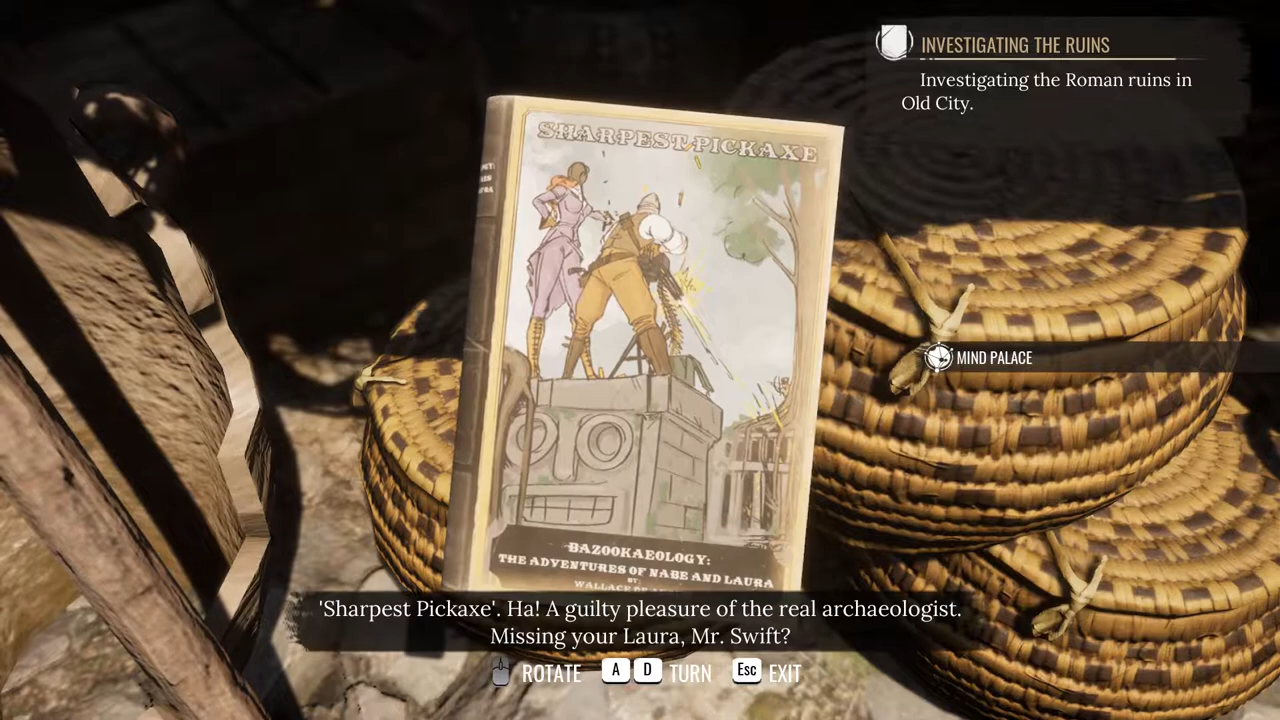 INVESTIGATING THE RUINS
Investigating the Roman ruins in
Old City.
SHARPEST PICKAXE
MIND PALACE
BAZOOKAEOLOGY:
THE ADVENTURES OF NABE AND LAURA
BY:
WALLACE
'Sharpest Pickaxe'. Ha! A guilty pleasure of the real archaeologist.
Missing your Laura, Mr. Swift?
ROTATE A D TURN Esc EXIT